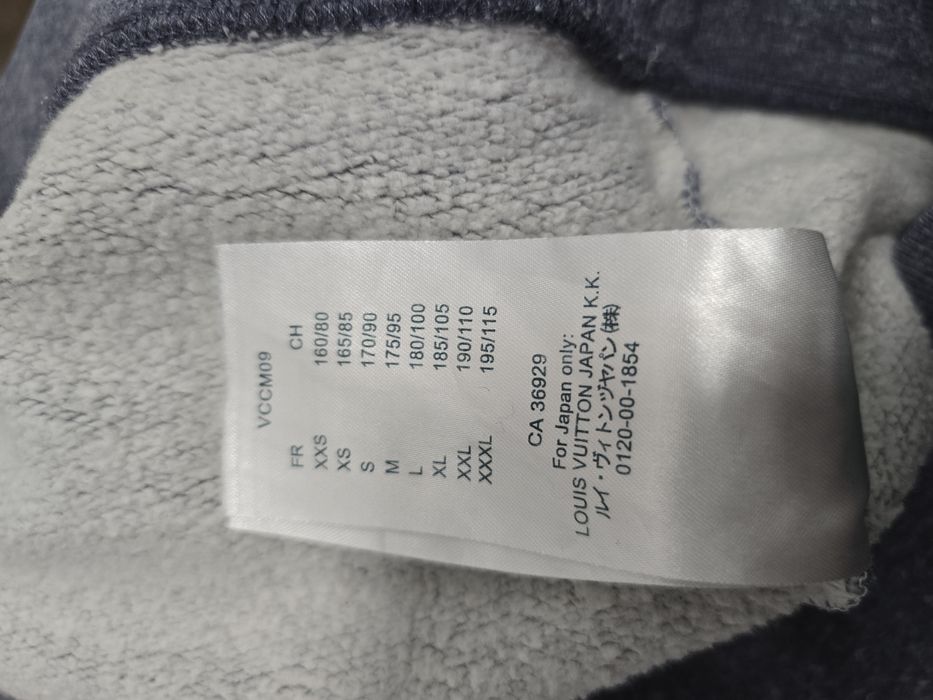 VCCM09
FR CH
XXS 160/80
XS 165/85
S 170/90
M 175/95
L 180/100
XL 185/105
XXL 190/110
XXXL 195/115
CA 36929
For Japan only:
LOUIS VUITTON JAPAN K.K.
ルイ・ヴィトンヅャパン㈱
0120-00-1854